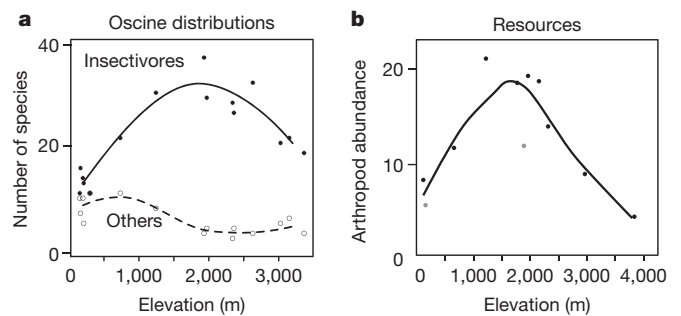 a
Oscine distributions
Number of species
40
20
0
Insectivores
Others
0
1,000
2,000
3,000
Elevation (m)
b
Resources
Arthropod abundance
20
10
0
0
1,000
2,000
3,000
4,000
Elevation (m)